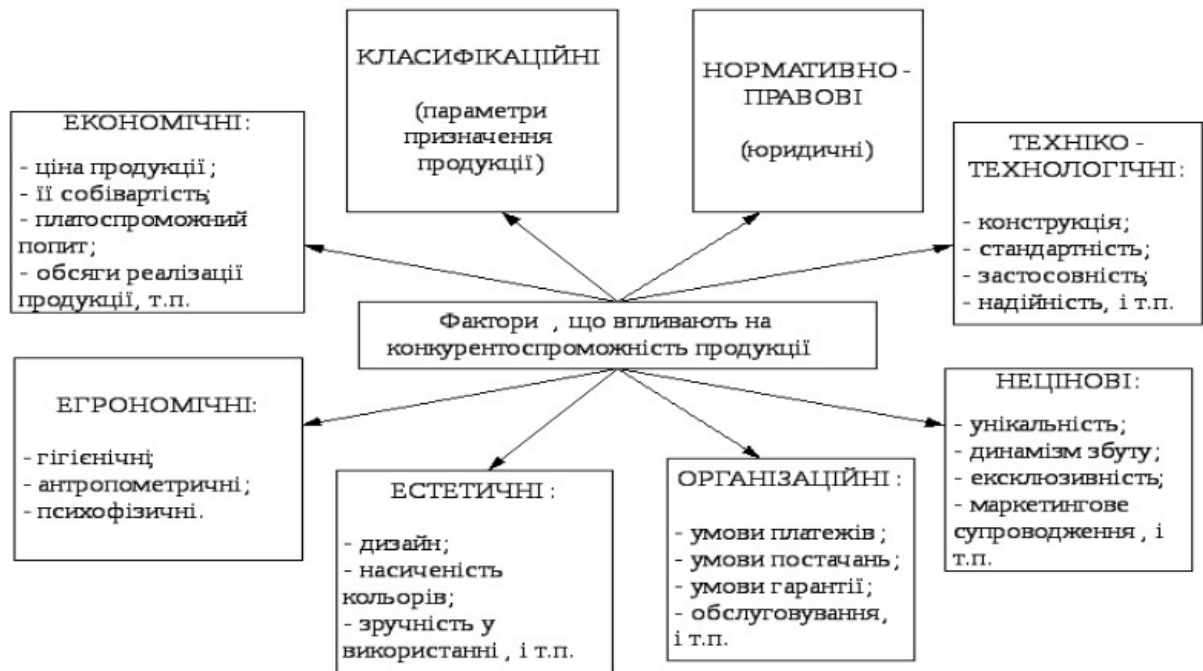 КЛАСИФІКАЦІЙНІ
(параметри
призначення
продукції)
НОРМАТИВНО -
ПРАВОВІ
(юридичні)
ЕКОНОМІЧНІ:
- ціна продукції;
- її собівартість;
- платоспроможний
попит;
- обсяги реалізації
продукції, т.п.
ТЕХНІКО -
ТЕХНОЛОГІЧНІ:
- конструкція;
- стандартність;
- застосовність;
- надійність, і т.п.
Фактори , що впливають на
конкурентоспроможність продукції
ЕГРОНОМІЧНІ:
- гігієнічні;
- антропометричні;
- психофізичні.
ЕСТЕТИЧНІ :
- дизайн;
- насиченість
кольорів;
- зручність у
використанні , і т.п.
ОРГАНІЗАЦІЙНІ :
- умови платежів;
- умови постачань;
- умови гарантії;
- обслуговування,
і т.п.
НЕЦІНОВІ:
- унікальність;
- динамізм збуту;
- ексклюзивність;
- маркетингове
супроводження , і
т.п.